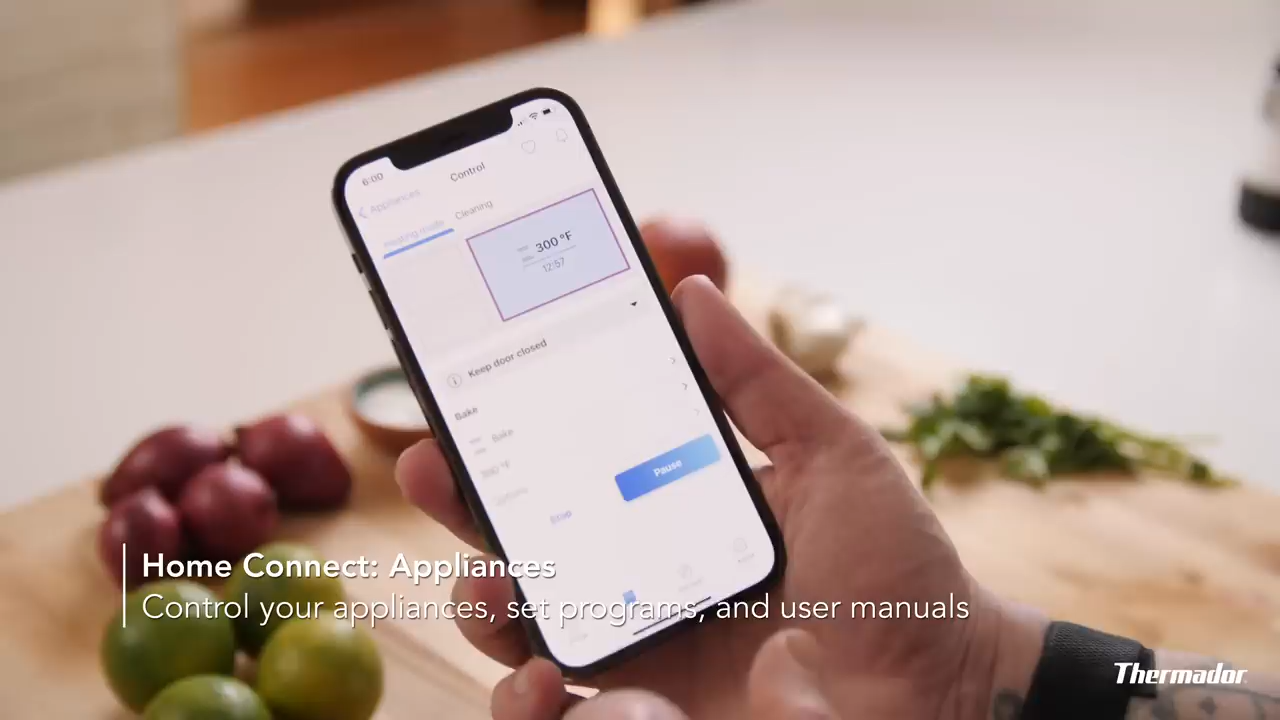 6:00
Appliances
Control
Heating mode
Cleaning
300 °F
12:57
Keep door closed
Bake
Bake
Pause
Stop
Home Connect: Appliances
Control your appliances, set programs, and user manuals
Thermador